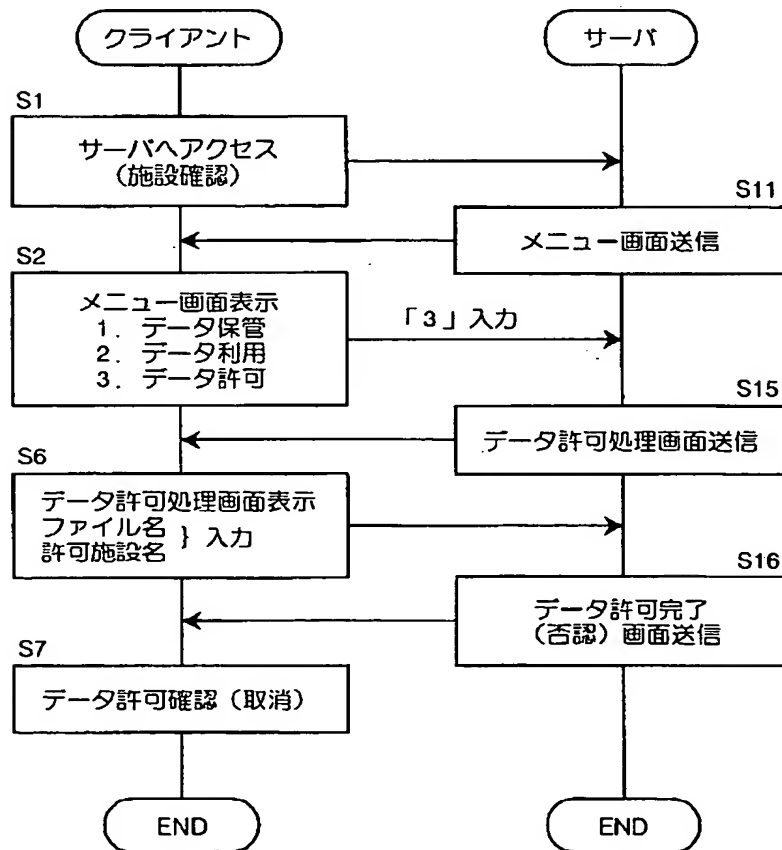 クライアント
サーバ
S1
サーバへアクセス
(施設確認)
S11
メニュー画面送信
S2
メニュー画面表示
1. データ保管
2. データ利用
3. データ許可
「3」入力
S15
データ許可処理画面送信
S6
データ許可処理画面表示
ファイル名
許可施設名 } 入力
S16
データ許可完了
(否認)画面送信
S7
データ許可確認(取消)
END
END